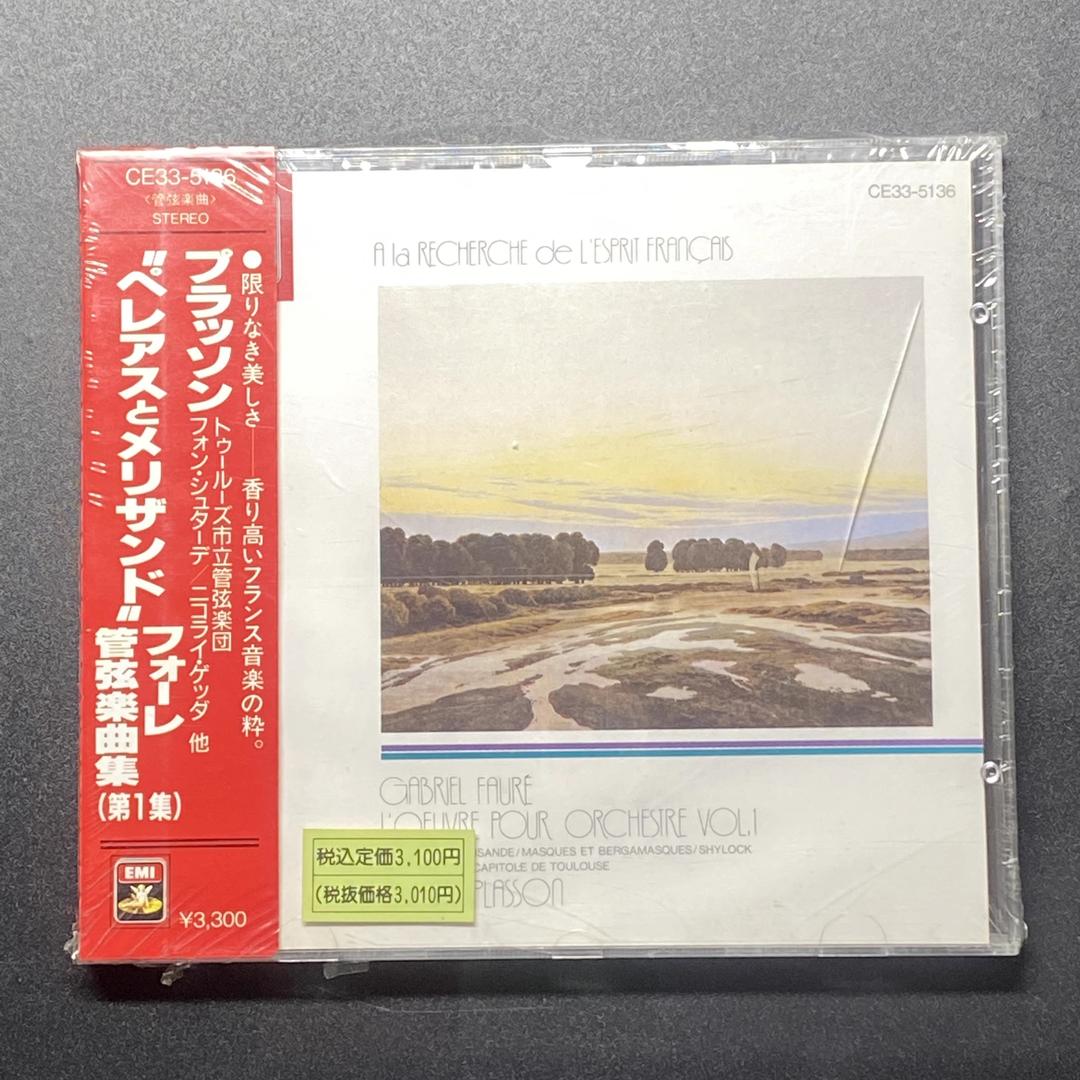 CE33-5136
〈管弦楽曲〉
STEREO
●限りなき美しさ——香り高いフランス音楽の粋。
プラッソン
トゥールーズ市立管弦楽団
フォン・シュターデ/ニコライ・ゲッダ 他
"ペレアスとメリザンド"
フォーレ
管弦楽曲集
(第1集)
EMI
¥3,300
CE33-5136
A la RECHERCHE de L'ESPRIT FRANÇAIS
GABRIEL FAURÉ
L'OEUVRE POUR ORCHESTRE VOL.1
ISANDE/MASQUES ET BERGAMASQUES/SHYLOCK
CAPITOLE DE TOULOUSE
PLASSON
税込定価3,100円
(税抜価格3,010円)